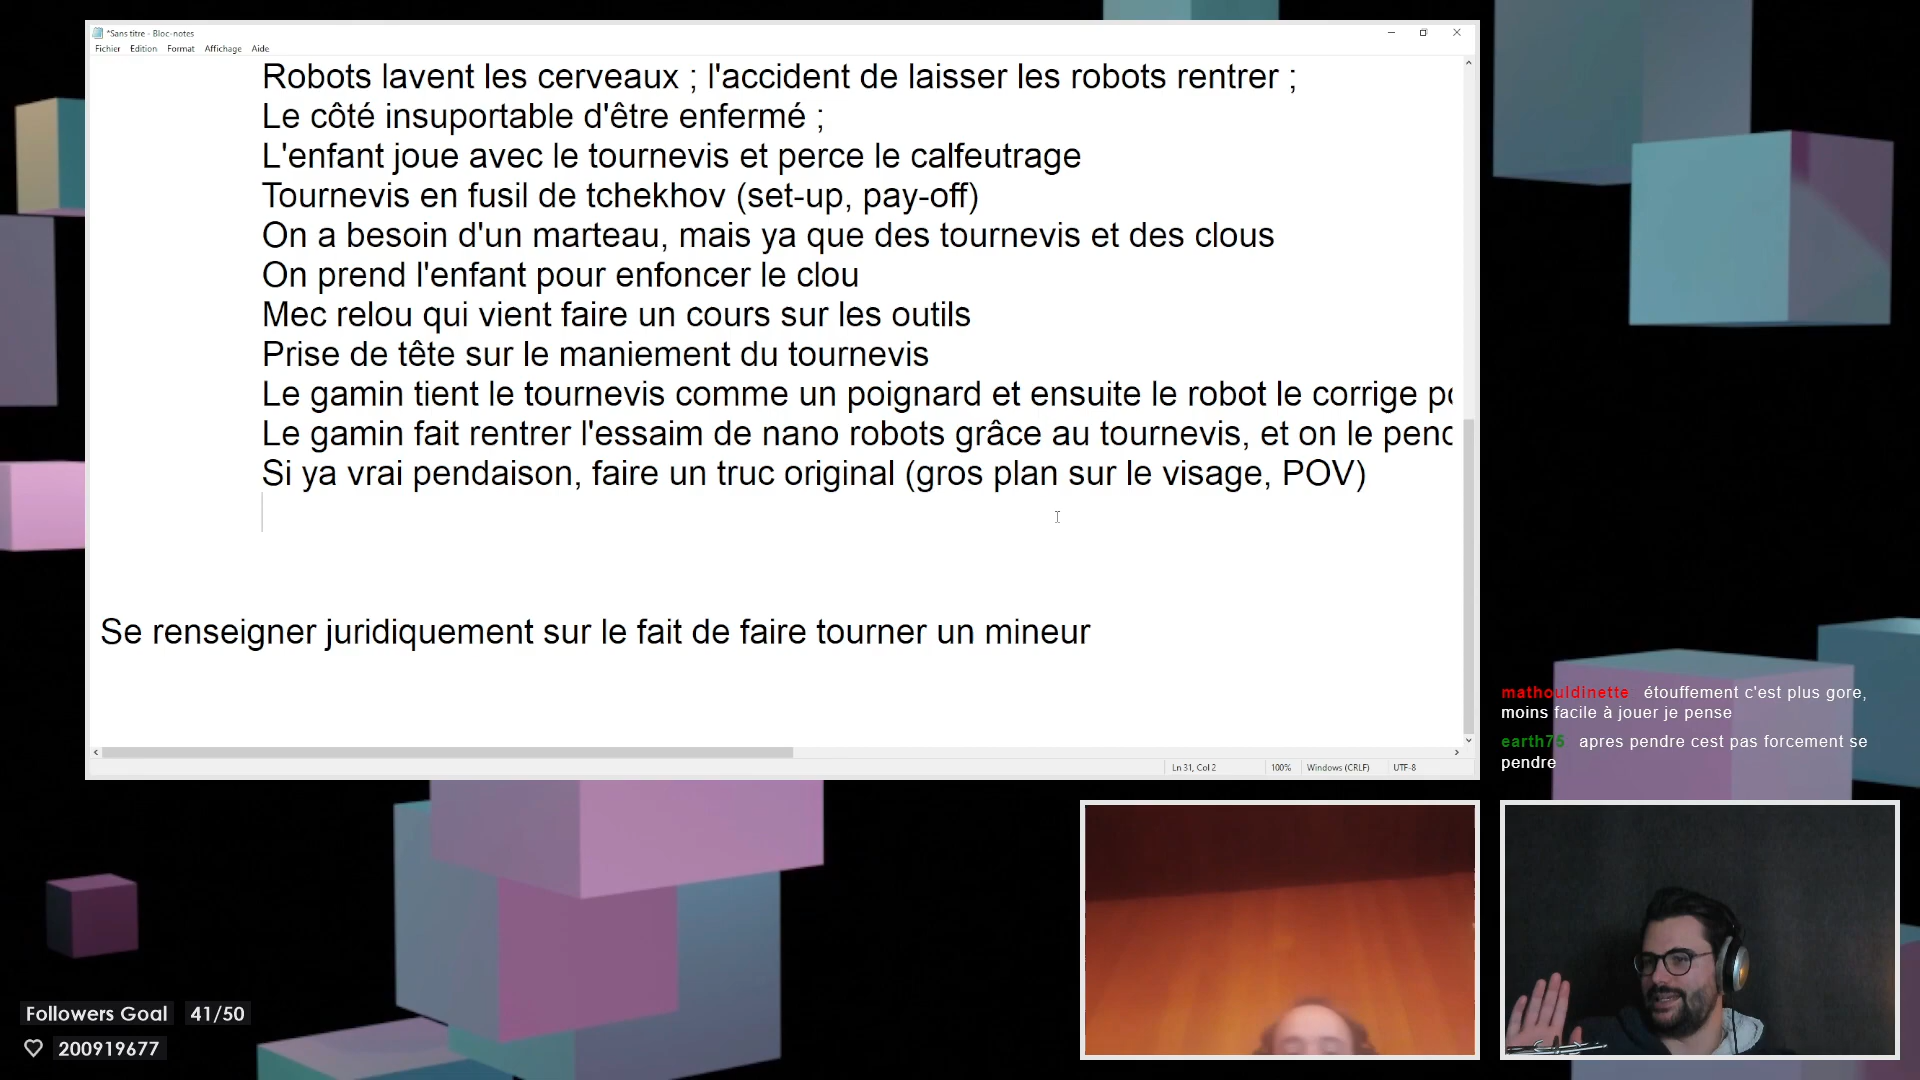 *Sans titre - Bloc-notes
Fichier Edition Format Affichage Aide
Robots lavent les cerveaux ; l'accident de laisser les robots rentrer ;
Le côté insuportable d'être enfermé ;
L'enfant joue avec le tournevis et perce le calfeutrage
Tournevis en fusil de tchekhov (set-up, pay-off)
On a besoin d'un marteau, mais ya que des tournevis et des clous
On prend l'enfant pour enfoncer le clou
Mec relou qui vient faire un cours sur les outils
Prise de tête sur le maniement du tournevis
Le gamin tient le tournevis comme un poignard et ensuite le robot le corrige
Le gamin fait rentrer l'essaim de nano robots grâce au tournevis, et on le
Si ya vrai pendaison, faire un truc original (gros plan sur le visage, POV)
Se renseigner juridiquement sur le fait de faire tourner un mineur
Ln 31, Col 2 100% Windows (CRLF) UTF-8
mathouldinette étouffement c'est plus gore,
moins facile à jouer je pense
earth75 apres pendre cest pas forcement se
pendre
Followers Goal 41/50
200919677